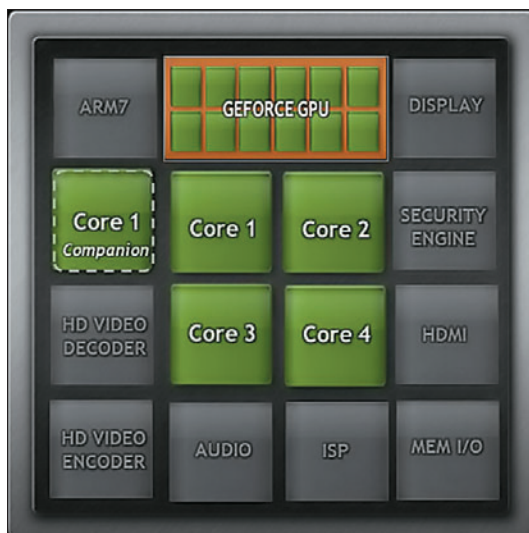 ARM7
GEFORCE GPU
DISPLAY
Core 1
Companion
Core 1
Core 2
SECURITY
ENGINE
HD VIDEO
DECODER
Core 3
Core 4
HDMI
HD VIDEO
ENCODER
AUDIO
ISP
MEM I/O